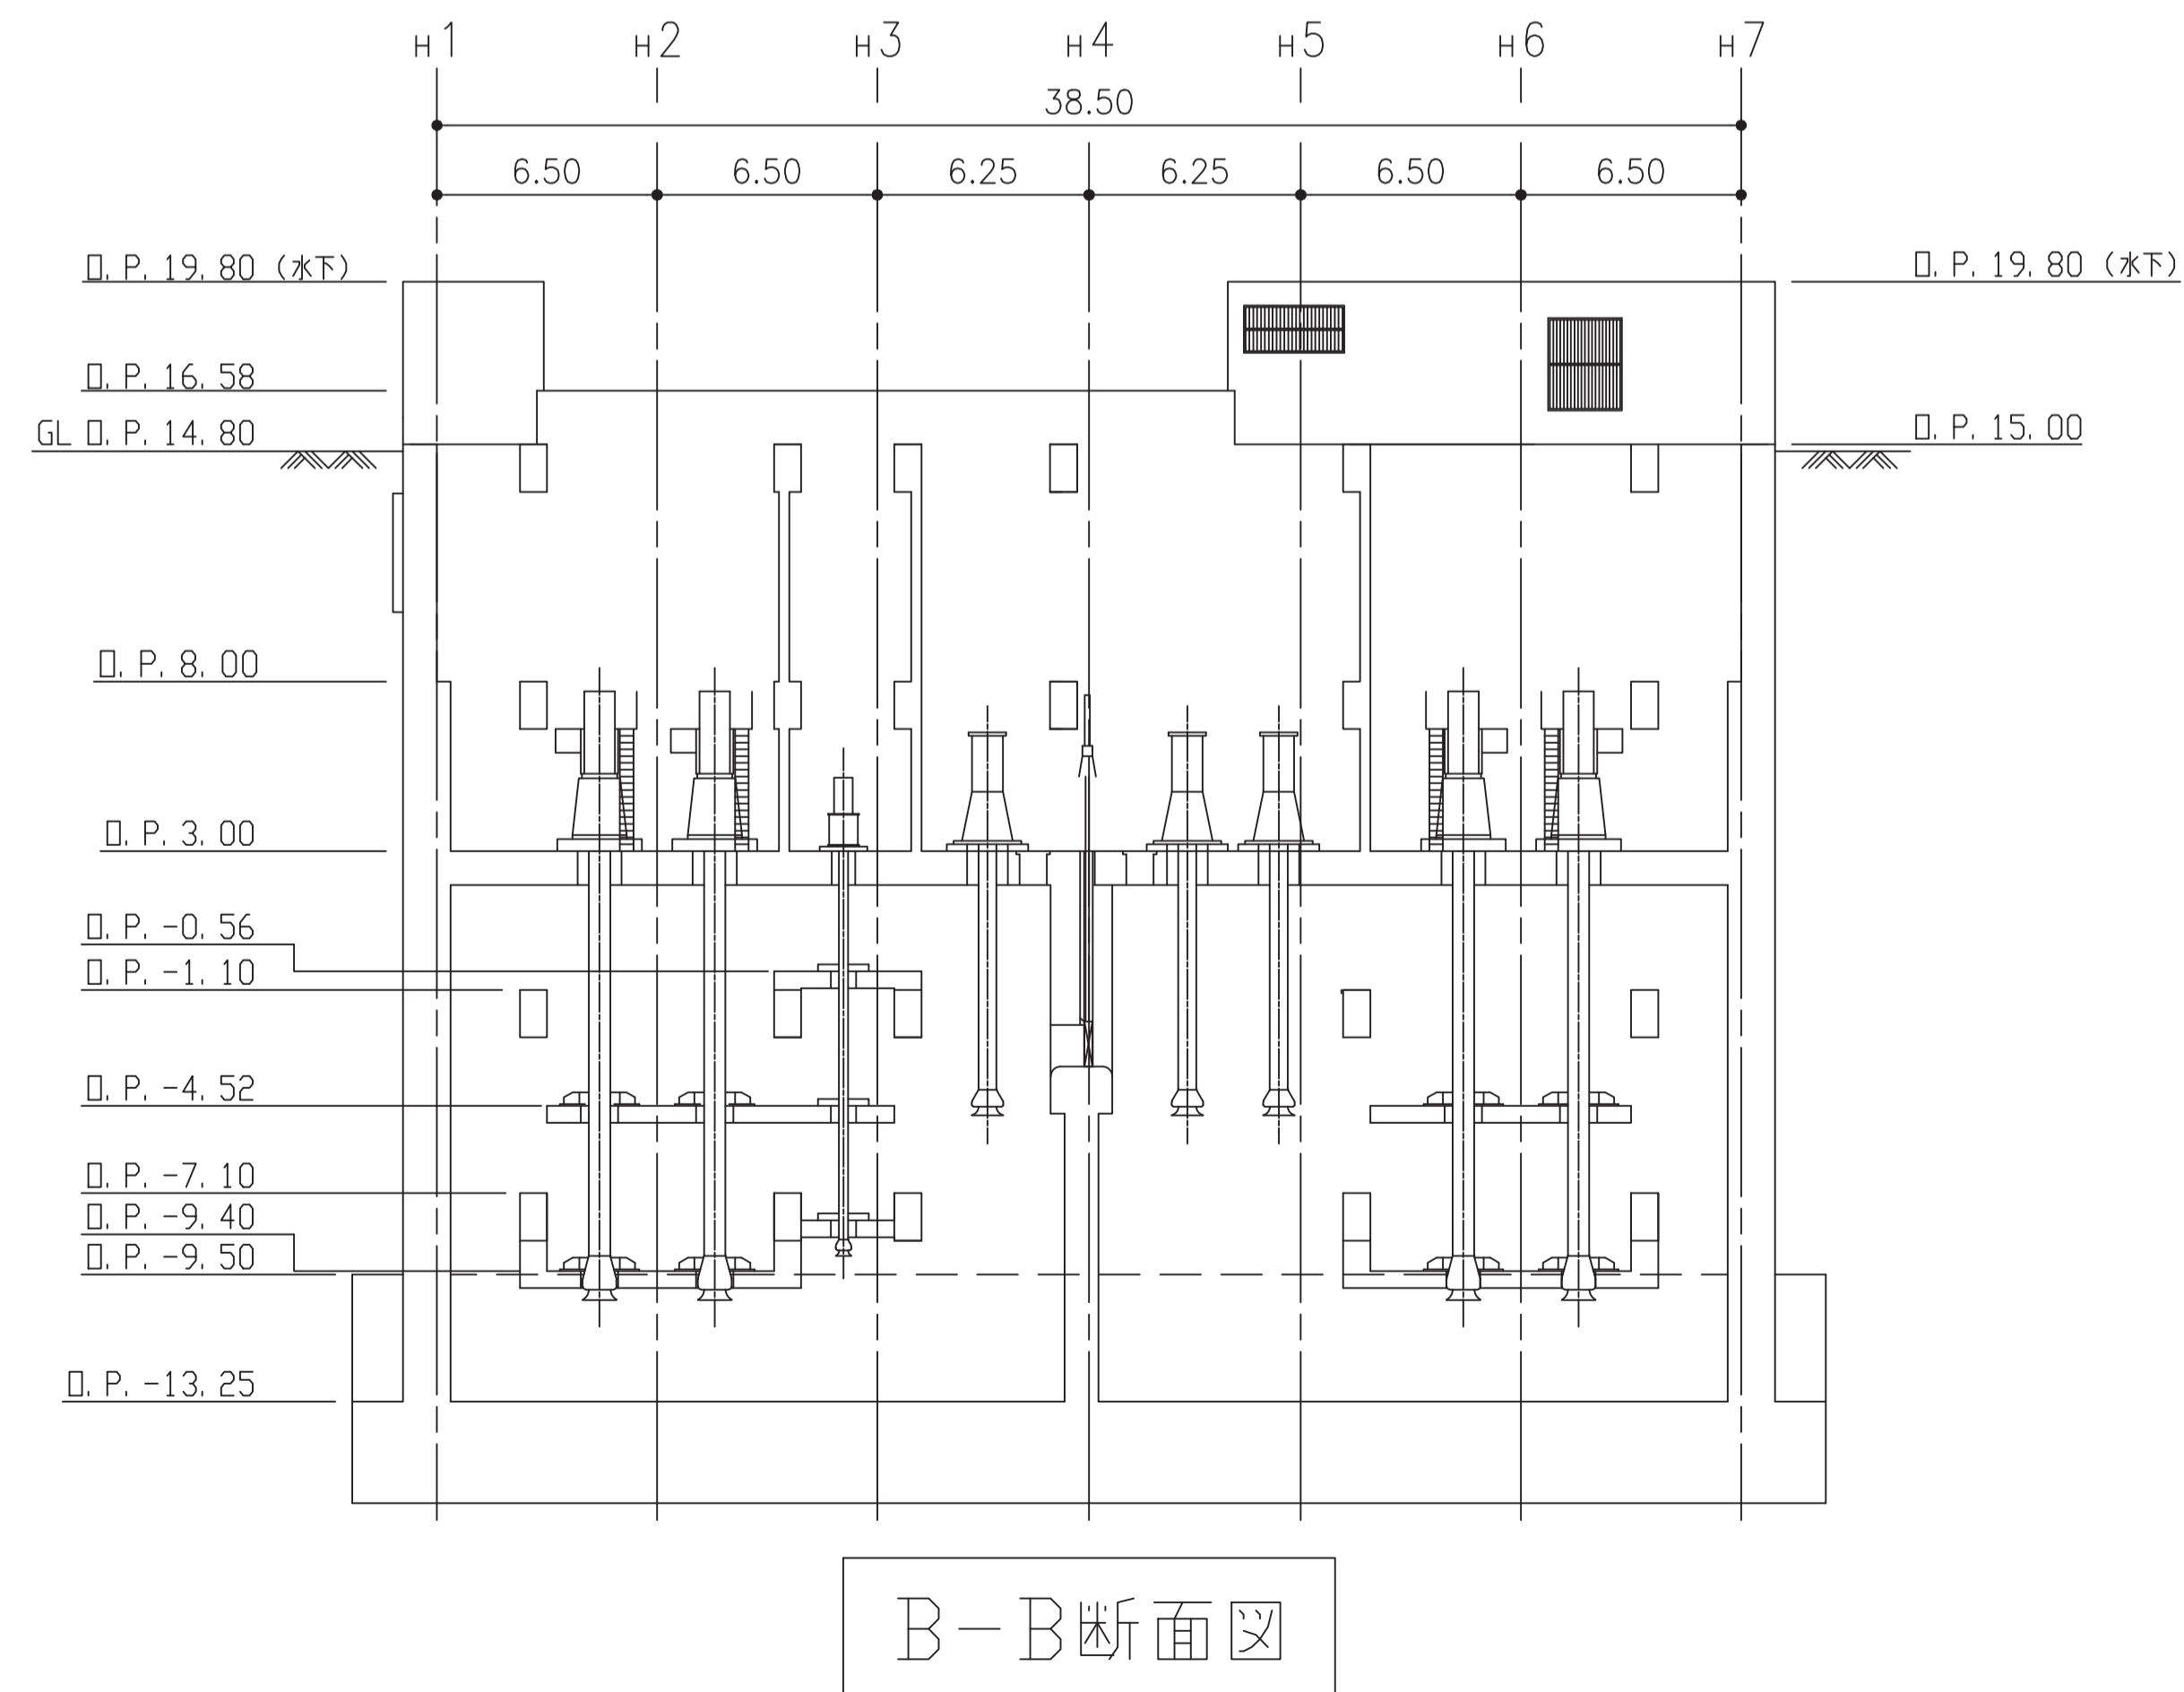 H1 H2 H3 H4 H5 H6 H7
38.50
6.50 6.50 6.25 6.25 6.50 6.50
O.P.19.80(水下) O.P.19.80(水下)
O.P.16.58
GL O.P.14.80 O.P.15.00
O.P.8.00
O.P.3.00
O.P.-0.56
O.P.-1.10
O.P.-4.52
O.P.-7.10
O.P.-9.40
O.P.-9.50
O.P.-13.25
B-B断面図